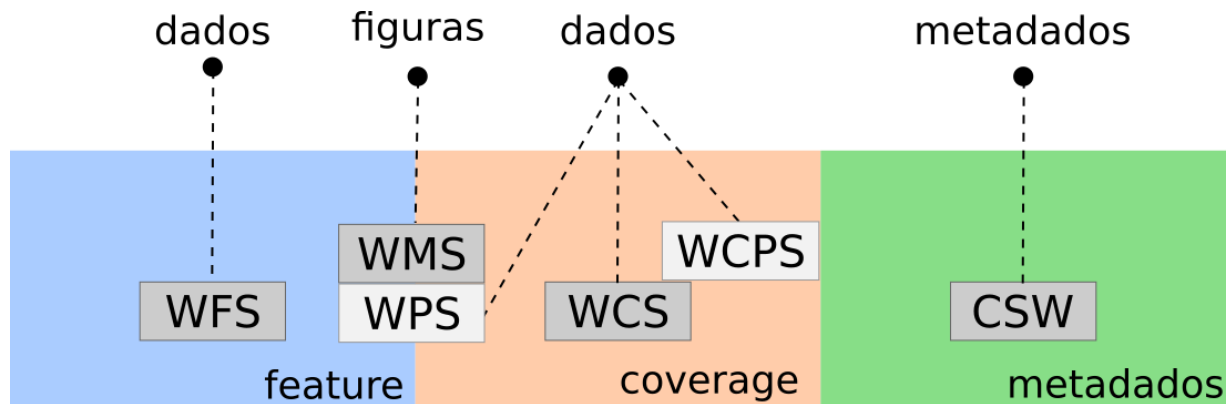 dados
figuras
dados
metadados
WMS
WCPS
WFS
WPS
WCS
CSW
feature
coverage
metadados